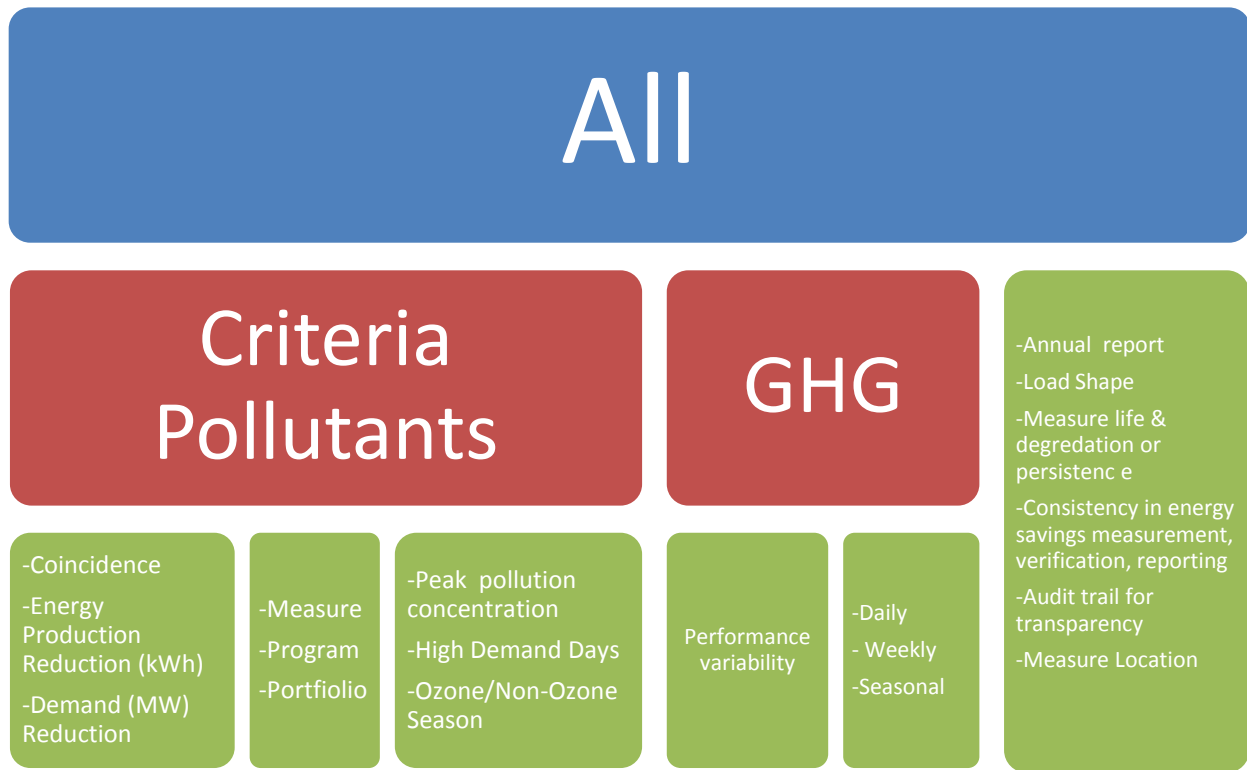 All
Criteria
Pollutants
GHG
-Annual report
-Load Shape
-Measure life &
degredation or
persistenc e
-Consistency in energy
savings measurement,
verification, reporting
-Audit trail for
transparency
-Measure Location
-Coincidence
-Energy
Production
Reduction (kWh)
-Demand (MW)
Reduction
-Measure
-Program
-Portfiolio
-Peak pollution
concentration
-High Demand Days
-Ozone/Non-Ozone
Season
Performance
variability
-Daily
- Weekly
-Seasonal